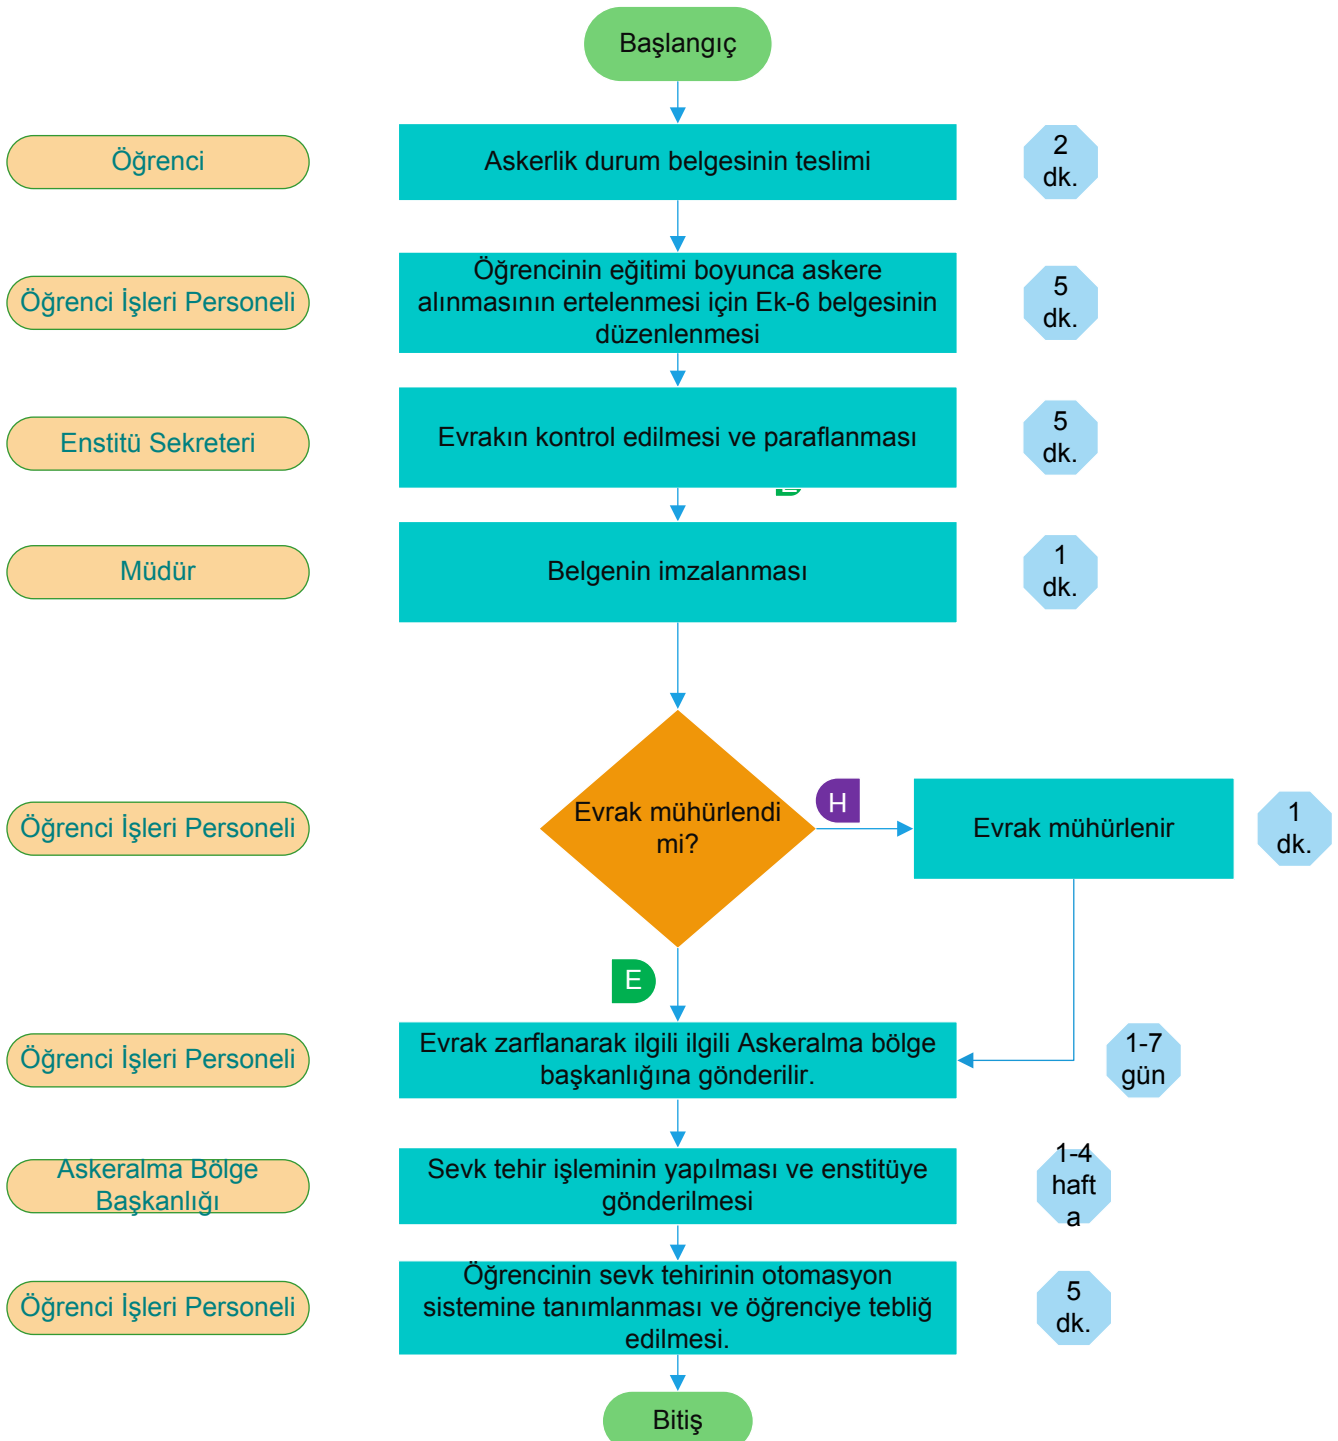 Başlangıç
Öğrenci
Askerlik durum belgesinin teslimi
2
dk.
Öğrenci İşleri Personeli
Öğrencinin eğitimi boyunca askere
alınmasının ertelenmesi için Ek-6 belgesinin
düzenlenmesi
5
dk.
Enstitü Sekreteri
Evrakın kontrol edilmesi ve paraflanması
5
dk.
Müdür
Belgenin imzalanması
1
dk.
Öğrenci İşleri Personeli
Evrak mühürlendi
mi?
H
Evrak mühürlenir
1
dk.
E
Öğrenci İşleri Personeli
Evrak zarflanarak ilgili ilgili Askeralma bölge
başkanlığına gönderilir.
1-7
gün
Askeralma Bölge
Başkanlığı
Sevk tehir işleminin yapılması ve enstitüye
gönderilmesi
1-4
haft
a
Öğrenci İşleri Personeli
Öğrencinin sevk tehirinin otomasyon
sistemine tanımlanması ve öğrenciye tebliğ
edilmesi.
5
dk.
Bitiş